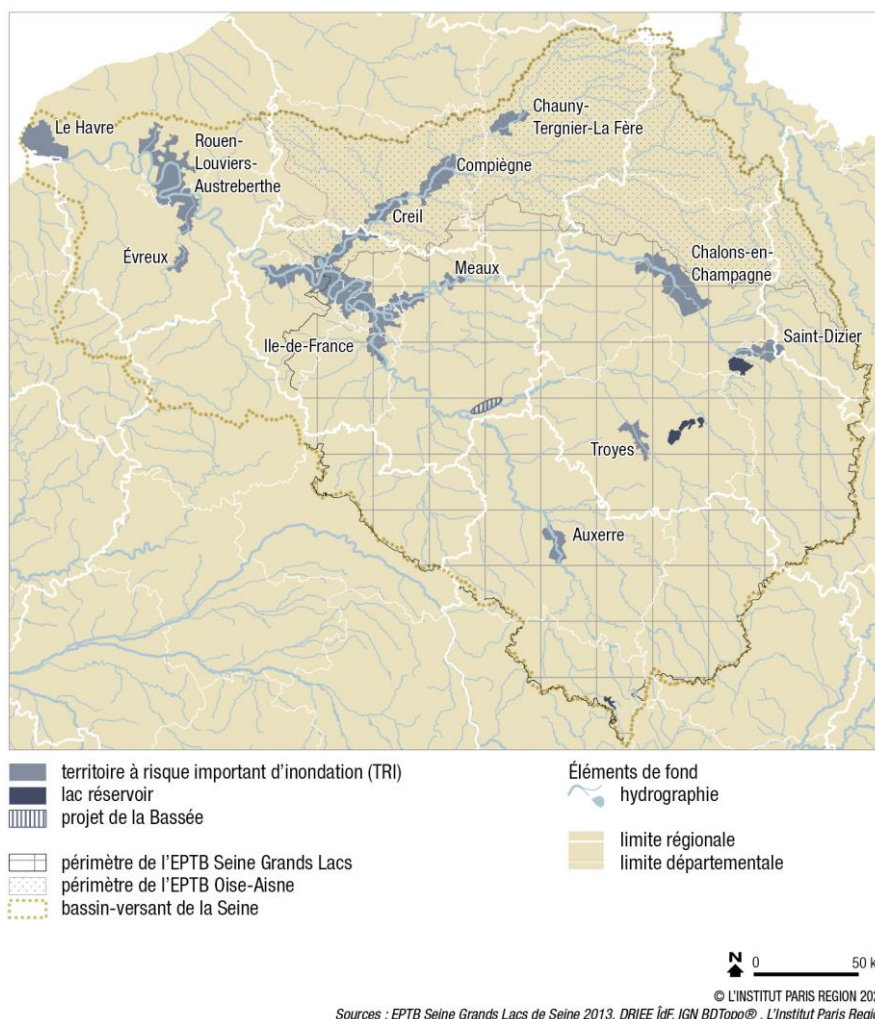 Le Havre
Rouen-
Louviers-
Austreberthe
Évreux
Chauny-
Tergnier-La Fère
Compiègne
Creil
Meaux
Chalons-en-
Champagne
Saint-Dizier
Ile-de-France
Troyes
Auxerre
territoire à risque important d'inondation (TRI)
lac réservoir
projet de la Bassée
périmètre de l'EPTB Seine Grands Lacs
périmètre de l'EPTB Oise-Aisne
bassin-versant de la Seine
Éléments de fond
hydrographie
limite régionale
limite départementale
N
0 50 k
© L'INSTITUT PARIS REGION 202
Sources : EPTB Seine Grands Lacs de Seine 2013, DRIEE ÎdF, IGN BDTopo® , L'Institut Paris Regio